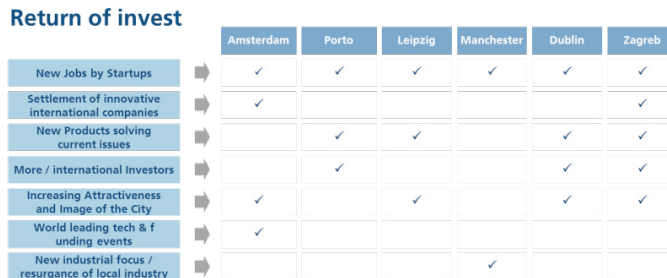 Return of invest
Amsterdam Porto Leipzig Manchester Dublin Zagreb
New Jobs by Startups ✓ ✓ ✓ ✓ ✓ ✓
Settlement of innovative
international companies ✓ ✓
New Products solving
current issues ✓ ✓ ✓ ✓
More / international Investors ✓ ✓ ✓
Increasing Attractiveness
and Image of the City ✓ ✓ ✓ ✓
World leading tech & f
unding events ✓
New industrial focus /
resurgance of local industry ✓